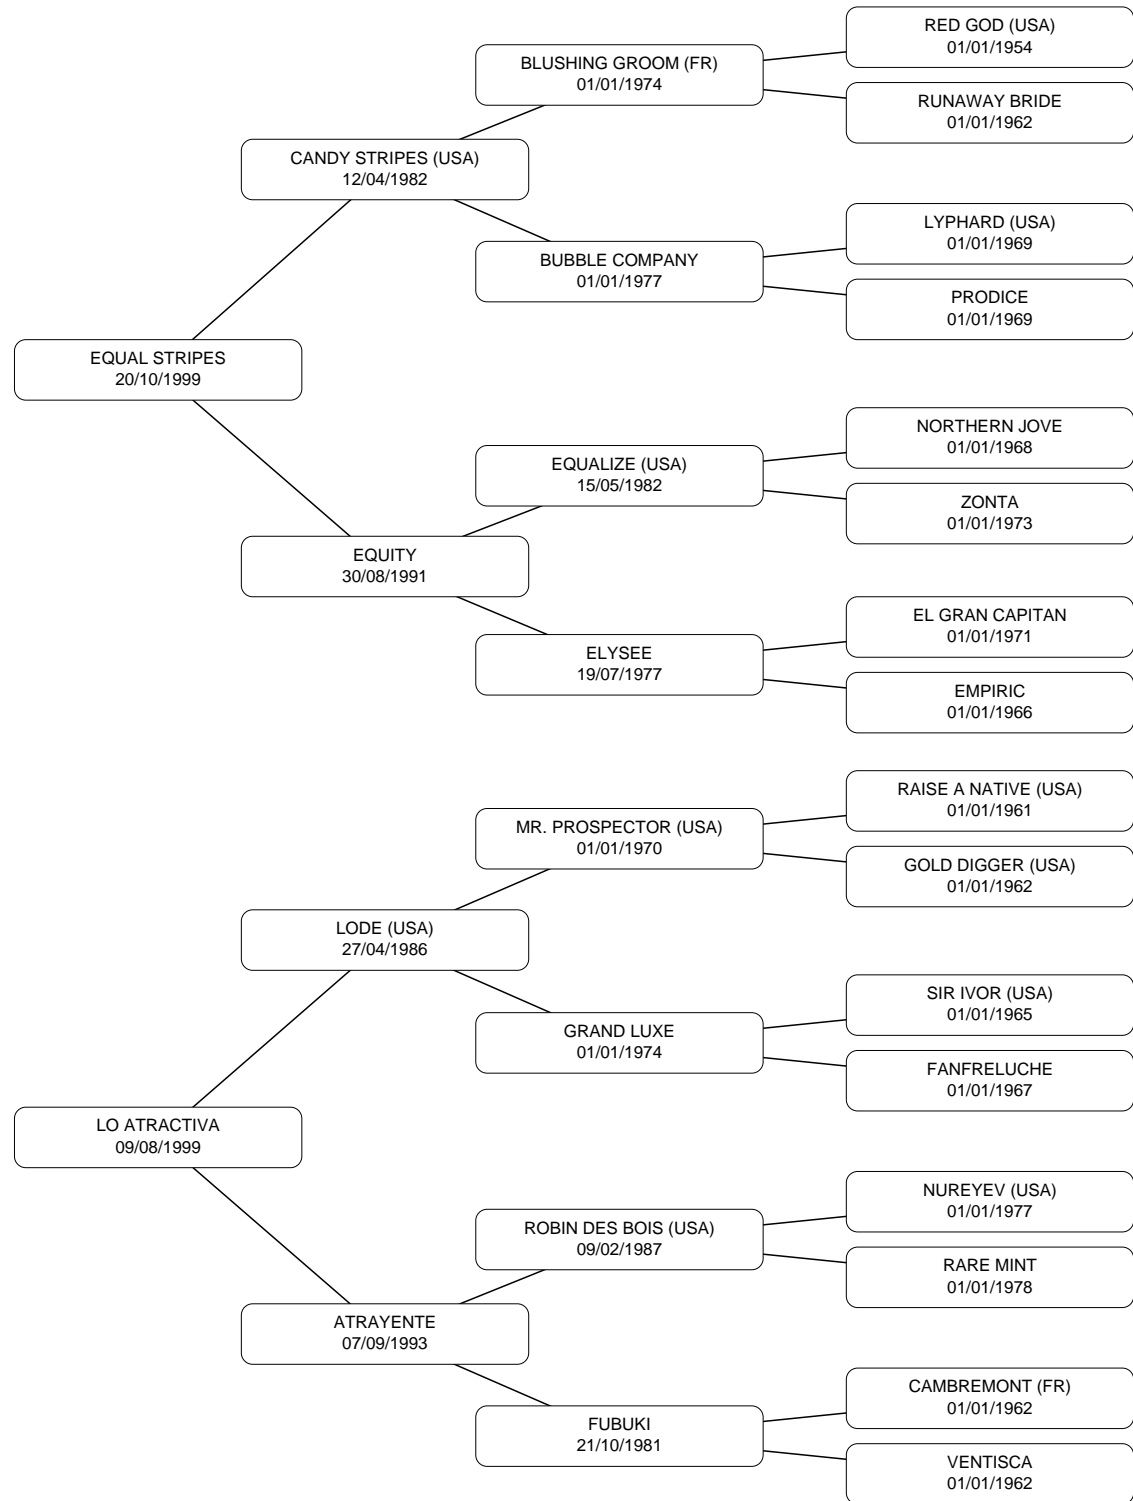 RED GOD (USA)
01/01/1954
BLUSHING GROOM (FR)
01/01/1974
RUNAWAY BRIDE
01/01/1962
CANDY STRIPES (USA)
12/04/1982
LYPHARD (USA)
01/01/1969
BUBBLE COMPANY
01/01/1977
PRODICE
01/01/1969
EQUAL STRIPES
20/10/1999
NORTHERN JOVE
01/01/1968
EQUALIZE (USA)
15/05/1982
ZONTA
01/01/1973
EQUITY
30/08/1991
EL GRAN CAPITAN
01/01/1971
ELYSEE
19/07/1977
EMPIRIC
01/01/1966
RAISE A NATIVE (USA)
01/01/1961
MR. PROSPECTOR (USA)
01/01/1970
GOLD DIGGER (USA)
01/01/1962
LODE (USA)
27/04/1986
SIR IVOR (USA)
01/01/1965
GRAND LUXE
01/01/1974
FANFRELUCHE
01/01/1967
LO ATRACTIVA
09/08/1999
NUREYEV (USA)
01/01/1977
ROBIN DES BOIS (USA)
09/02/1987
RARE MINT
01/01/1978
ATRAYENTE
07/09/1993
CAMBREMONT (FR)
01/01/1962
FUBUKI
21/10/1981
VENTISCA
01/01/1962